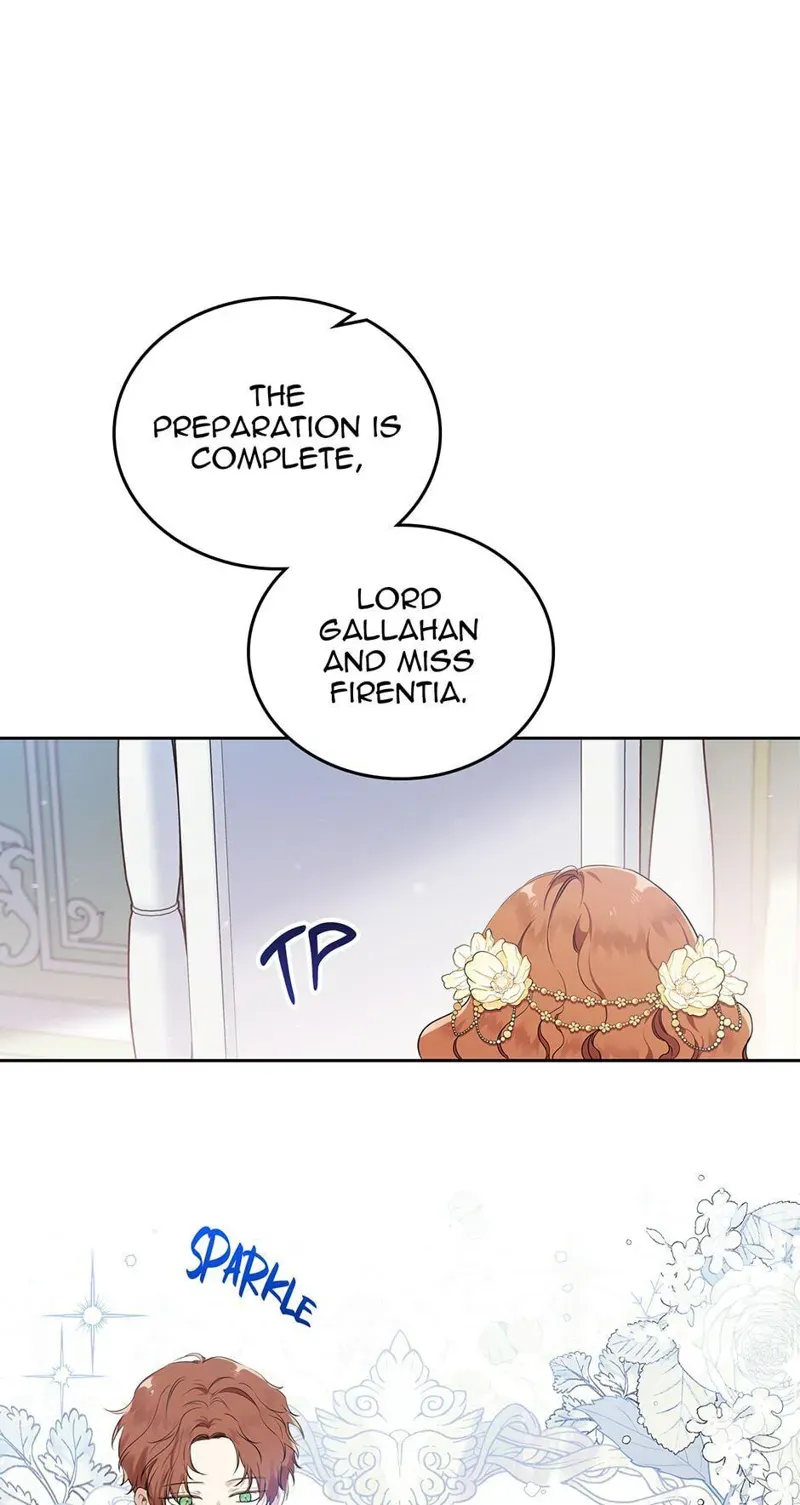 THE
PREPARATION IS
COMPLETE,
LORD
GALLAHAN
AND MISS
FIRENTIA.
TP
SPARKLE